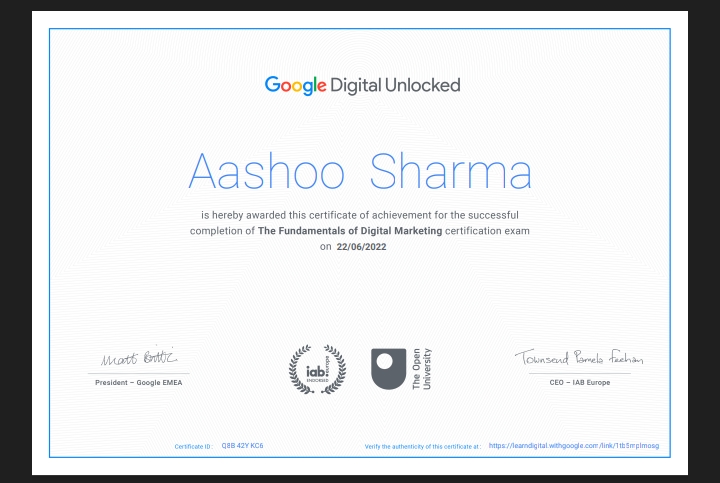 Google Digital Unlocked
Aashoo Sharma
is hereby awarded this certificate of achievement for the successful
completion of The Fundamentals of Digital Marketing certification exam
on 22/06/2022
Matt Brittin
President – Google EMEA
iab europe
ENDORSED
The Open
University
Townsend Pamela Feehan
CEO – IAB Europe
Certificate ID : Q8B 42Y KC6
Verify the authenticity of this certificate at : https://learndigital.withgoogle.com/link/1tb5mplmosg